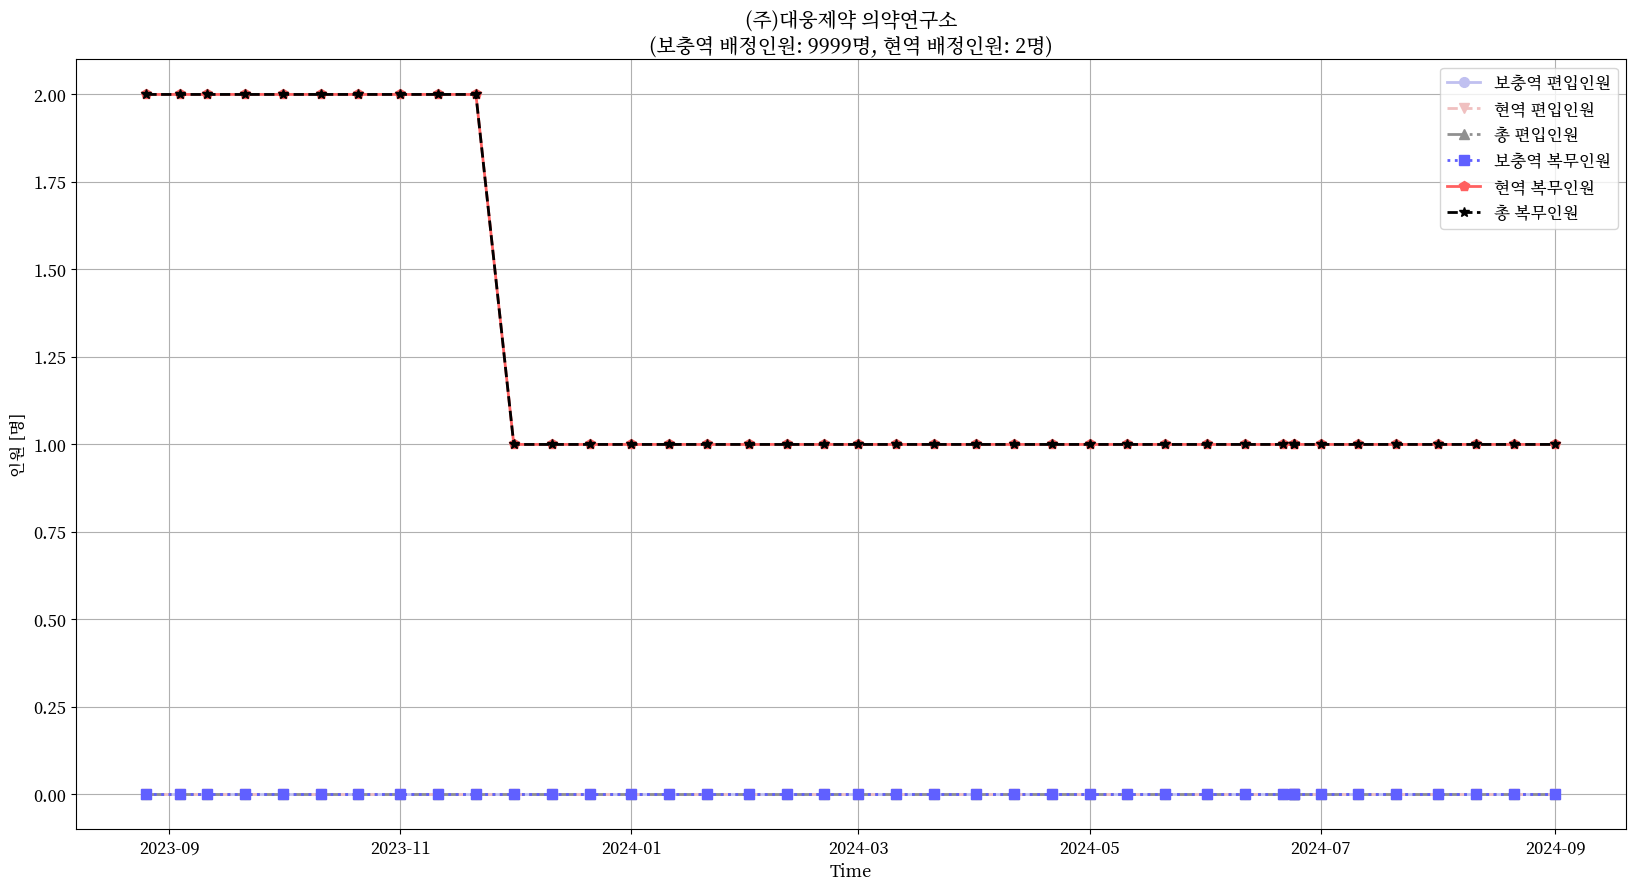 (주)대웅제약 의약연구소
(보충역 배정인원: 9999명, 현역 배정인원: 2명)
보충역 편입인원
현역 편입인원
총 편입인원
보충역 복무인원
현역 복무인원
총 복무인원
2.00
1.75
1.50
1.25
1.00
0.75
0.50
0.25
0.00
인원 [명]
2023-09 2023-11 2024-01 2024-03 2024-05 2024-07 2024-09
Time